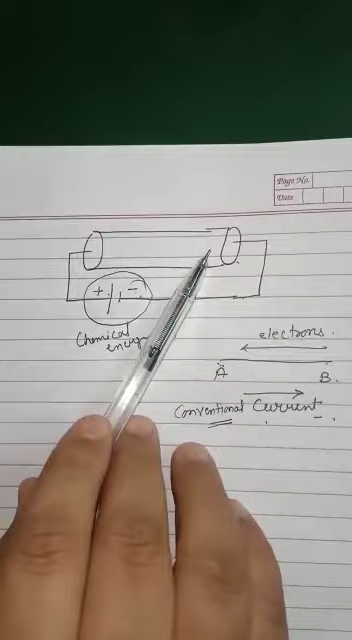 Page No.
Date
+ -
Chemical
energy
electrons.
A B.
Conventional Current